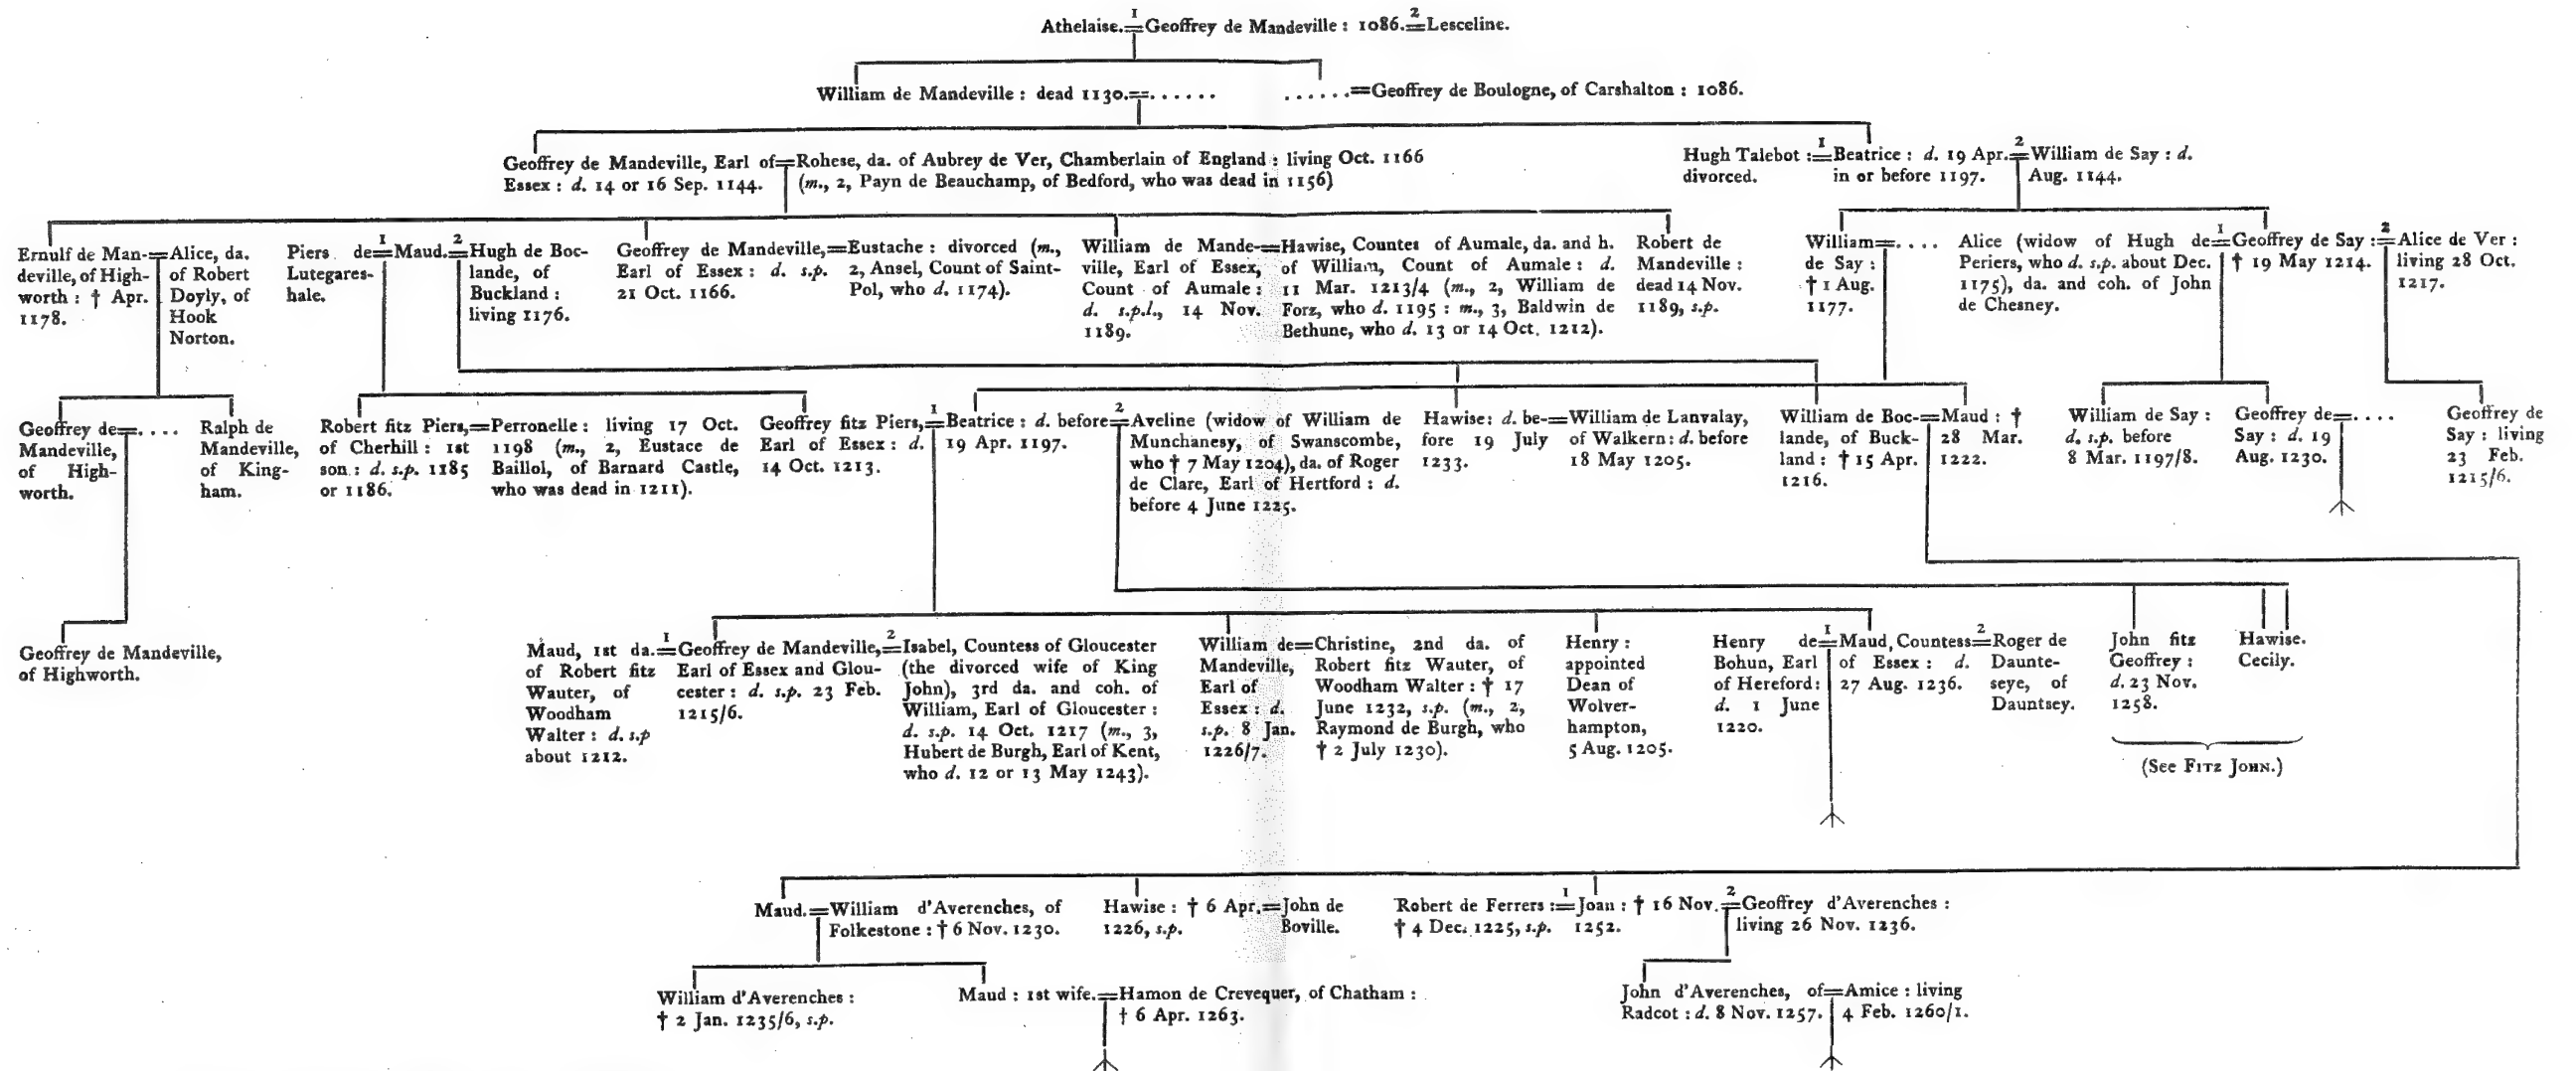 Athelaise.=Geoffrey de Mandeville : 1086.=Lesceline.
1
2
William de Mandeville : dead 1130.=......
......=Geoffrey de Boulogne, of Carshalton : 1086.
Geoffrey de Mandeville, Earl of=Rohese, da. of Aubrey de Ver, Chamberlain of England : living Oct. 1166
Essex : d. 14 or 16 Sep. 1144.
(m., 2, Payn de Beauchamp, of Bedford, who was dead in 1156)
1
2
Hugh Talebot :=Beatrice : d. 19 Apr.=William de Say : d.
divorced.
in or before 1197.
Aug. 1144.
Ernulf de Man-
deville, of High-
worth : † Apr.
1178.
=Alice, da.
of Robert
Doyly, of
Hook
Norton.
Piers de
Lutegares-
hale.
1
=Maud.=
2
Hugh de Boc-
lande, of
Buckland :
living 1176.
Geoffrey de Mandeville,=
Earl of Essex : d. s.p.
21 Oct. 1166.
Eustache : divorced (m.,
2, Ansel, Count of Saint-
Pol, who d. 1174).
William de Mande-
ville, Earl of Essex,
Count of Aumale :
d. s.p.l., 14 Nov.
1189.
=Hawise, Countes of Aumale, da. and h.
of William, Count of Aumale : d.
11 Mar. 1213/4 (m., 2, William de
Forz, who d. 1195 : m., 3, Baldwin de
Bethune, who d. 13 or 14 Oct. 1212).
Robert de
Mandeville :
dead 14 Nov.
1189, s.p.
William=....
de Say :
† 1 Aug.
1177.
Alice (widow of Hugh de
Periers, who d. s.p. about Dec.
1175), da. and coh. of John
de Chesney.
1
=Geoffrey de Say :=
† 19 May 1214.
2
Alice de Ver :
living 28 Oct.
1217.
Geoffrey de=....
Mandeville,
of High-
worth.
Ralph de
Mandeville,
of King-
ham.
Robert fitz Piers,=
of Cherhill : 1st
son : d. s.p. 1185
or 1186.
Perronelle : living 17 Oct.
1198 (m., 2, Eustace de
Baillol, of Barnard Castle,
who was dead in 1211).
Geoffrey fitz Piers,
Earl of Essex : d.
14 Oct. 1213.
1
=Beatrice : d. before
19 Apr. 1197.
2
=Aveline (widow of William de
Munchanesy, of Swanscombe,
who † 7 May 1204), da. of Roger
de Clare, Earl of Hertford : d.
before 4 June 1225.
Hawise : d. be-
fore 19 July
1233.
=William de Lanvalay,
of Walkern : d. before
18 May 1205.
William de Boc-
lande, of Buck-
land : † 15 Apr.
1216.
=Maud : †
28 Mar.
1222.
William de Say :
d. s.p. before
8 Mar. 1197/8.
Geoffrey de=....
Say : d. 19
Aug. 1230.
Geoffrey de
Say : living
23 Feb.
1215/6.
Geoffrey de Mandeville,
of Highworth.
Maud, 1st da.
of Robert fitz
Wauter, of
Woodham
Walter : d. s.p
about 1212.
1
=Geoffrey de Mandeville,
Earl of Essex and Glou-
cester : d. s.p. 23 Feb.
1215/6.
2
=Isabel, Countess of Gloucester
(the divorced wife of King
John), 3rd da. and coh. of
William, Earl of Gloucester :
d. s.p. 14 Oct. 1217 (m., 3,
Hubert de Burgh, Earl of Kent,
who d. 12 or 13 May 1243).
William de
Mandeville,
Earl of
Essex : d.
s.p. 8 Jan.
1226/7.
=Christine, 2nd da. of
Robert fitz Wauter, of
Woodham Walter : † 17
June 1232, s.p. (m., 2,
Raymond de Burgh, who
† 2 July 1230).
Henry :
appointed
Dean of
Wolver-
hampton,
5 Aug. 1205.
Henry de
Bohun, Earl
of Hereford :
d. 1 June
1220.
1
=Maud, Countess
of Essex : d.
27 Aug. 1236.
2
=Roger de
Daunte-
seye, of
Dauntsey.
John fitz
Geoffrey :
d. 23 Nov.
1258.
Hawise.
Cecily.
(See Fitz John.)
Maud.=William d'Averenches, of
Folkestone : † 6 Nov. 1230.
Hawise : † 6 Apr.
1226, s.p.
=John de
Boville.
Robert de Ferrers :
† 4 Dec. 1225, s.p.
1
=Joan : † 16 Nov.
1252.
2
=Geoffrey d'Averenches :
living 26 Nov. 1236.
William d'Averenches :
† 2 Jan. 1235/6, s.p.
Maud : 1st wife.=Hamon de Crevequer, of Chatham :
† 6 Apr. 1263.
John d'Averenches, of
Radcot : d. 8 Nov. 1257.
=Amice : living
4 Feb. 1260/1.